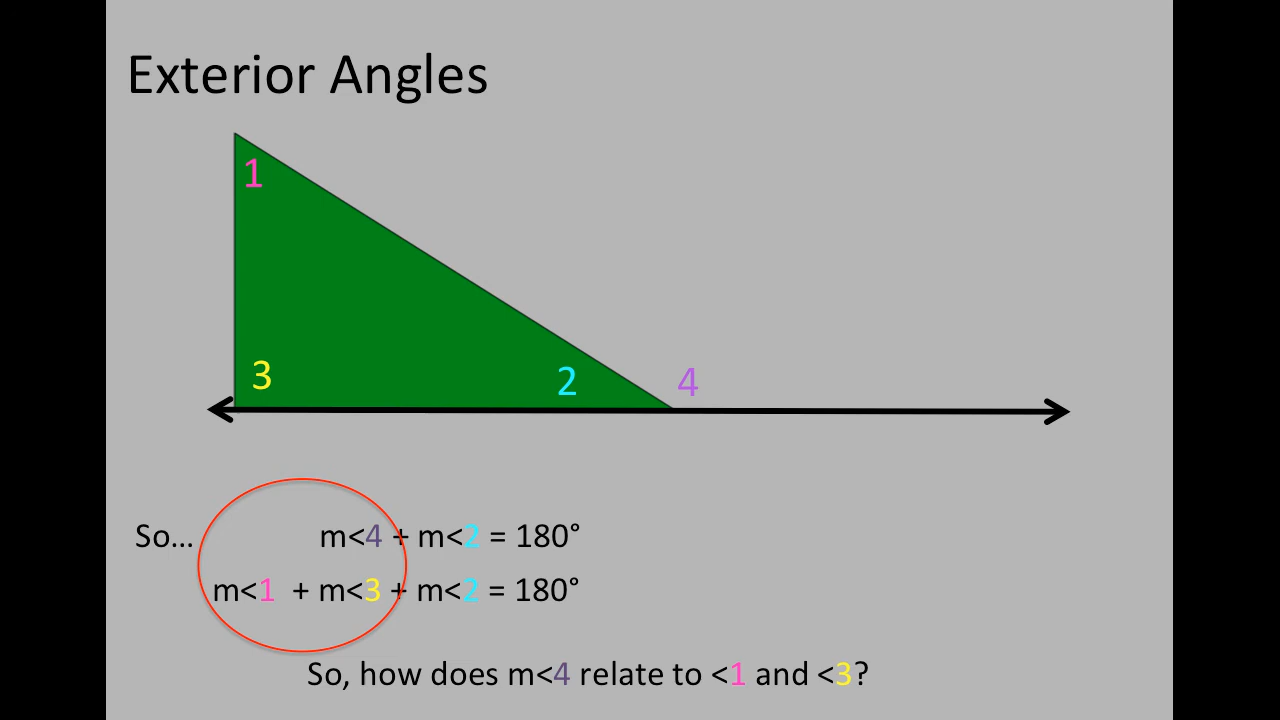 Exterior Angles
1
3
2
4
So... m<4 + m<2 = 180°
m<1 + m<3 + m<2 = 180°
So, how does m<4 relate to <1 and <3?